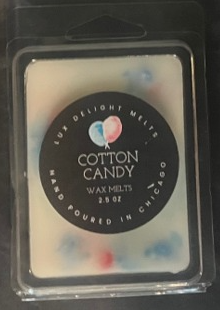 LUX DELIGHT MELTS
COTTON
CANDY
WAX MELTS
2.5 OZ
HAND POURED IN CHICAGO